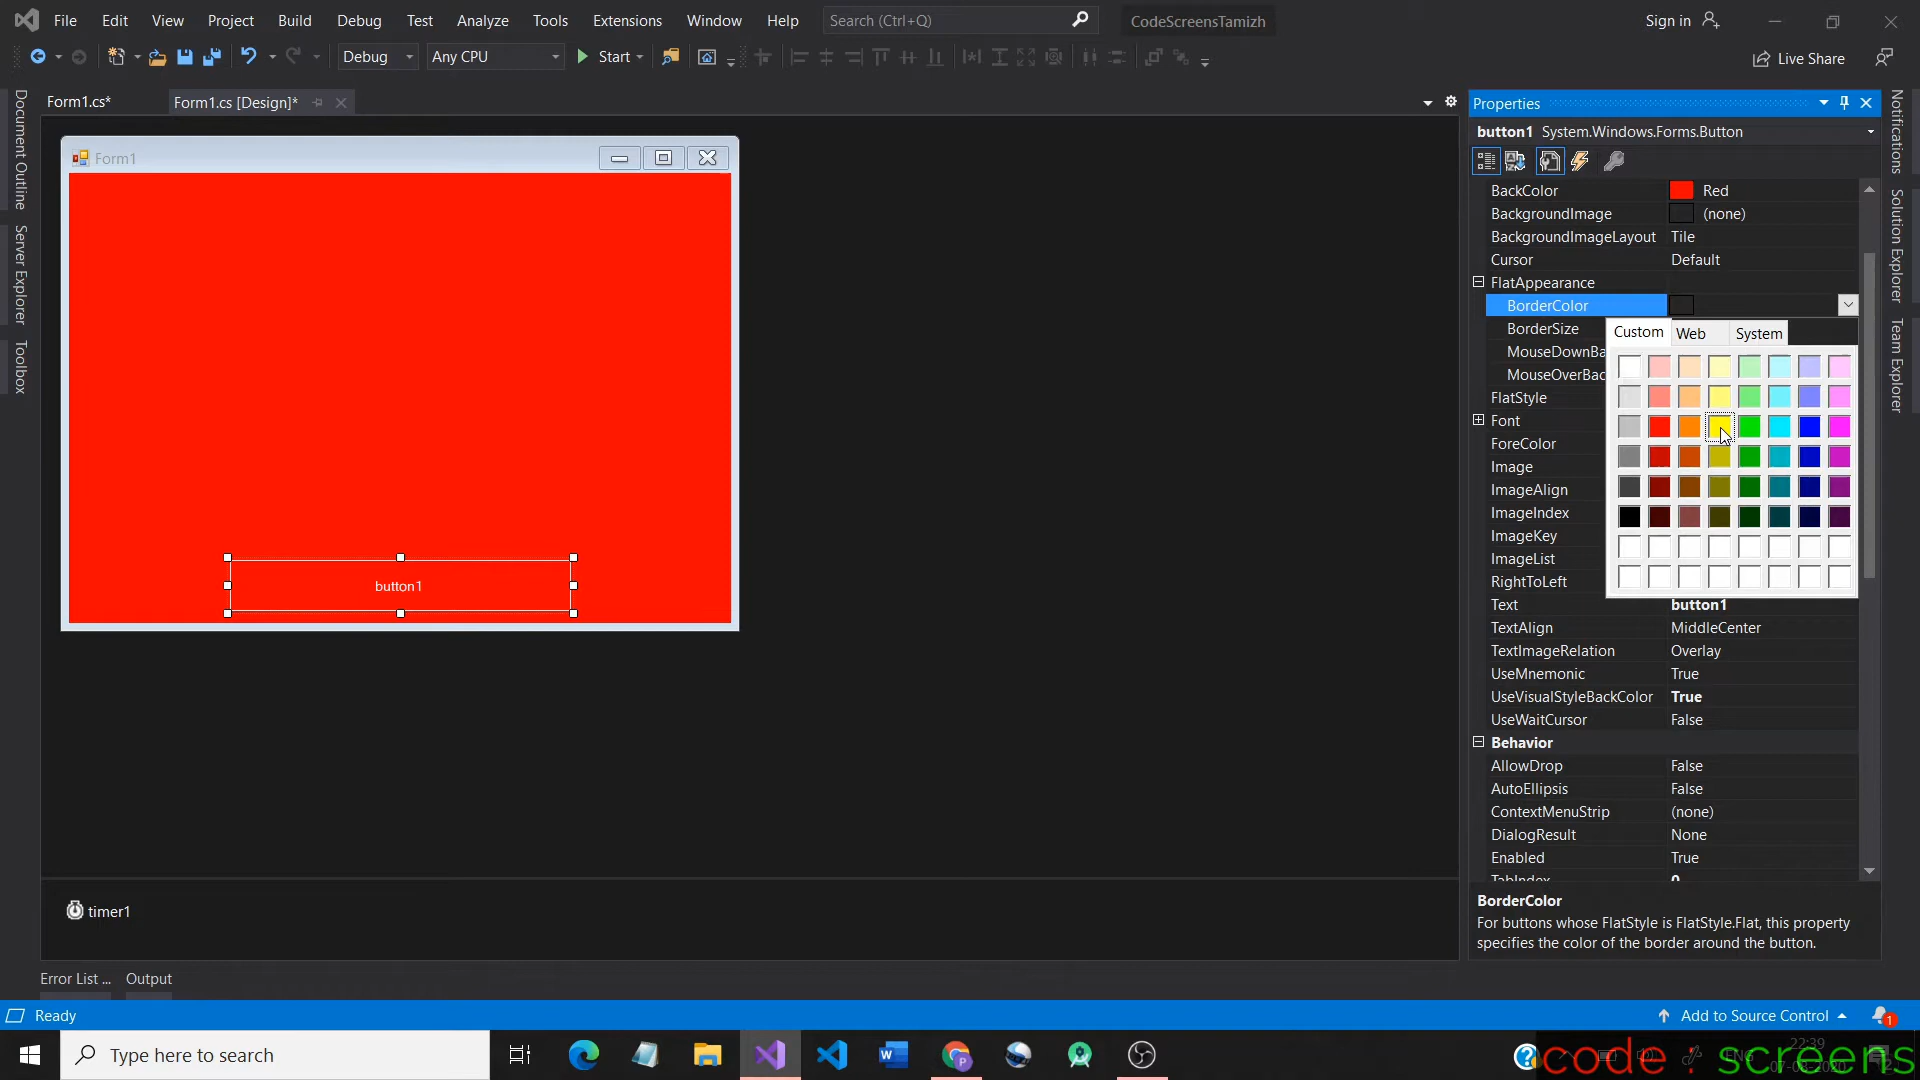 File Edit View Project Build Debug Test Analyze Tools Extensions Window Help Search (Ctrl+Q) CodeScreensTamizh Sign in
Debug Any CPU Start Live Share
Form1.cs* Form1.cs [Design]*
Document Outline
Server Explorer
Toolbox
Form1
button1
timer1
Properties
button1 System.Windows.Forms.Button
BackColor Red
BackgroundImage (none)
BackgroundImageLayout Tile
Cursor Default
FlatAppearance
BorderColor
BorderSize
MouseDownBa
MouseOverBac
FlatStyle
Font
ForeColor
Image
ImageAlign
ImageIndex
ImageKey
ImageList
RightToLeft
Custom Web System
Text button1
TextAlign MiddleCenter
TextImageRelation Overlay
UseMnemonic True
UseVisualStyleBackColor True
UseWaitCursor False
Behavior
AllowDrop False
AutoEllipsis False
ContextMenuStrip (none)
DialogResult None
Enabled True
TabIndex 0
BorderColor
For buttons whose FlatStyle is FlatStyle.Flat, this property
specifies the color of the border around the button.
Notifications
Solution Explorer
Team Explorer
Error List ... Output
Ready Add to Source Control 1
Type here to search
ENG 22:39
code : screens